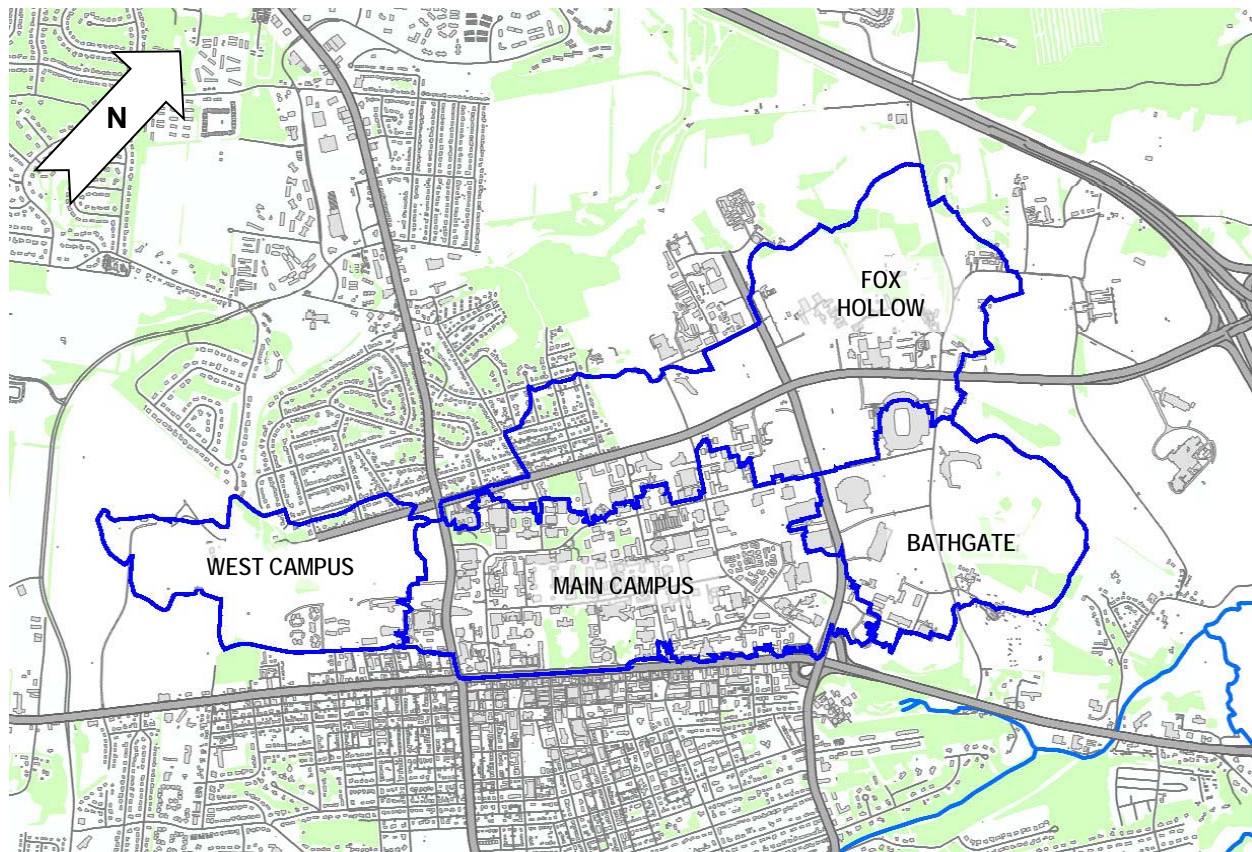 N
FOX
HOLLOW
WEST CAMPUS
MAIN CAMPUS
BATHGATE